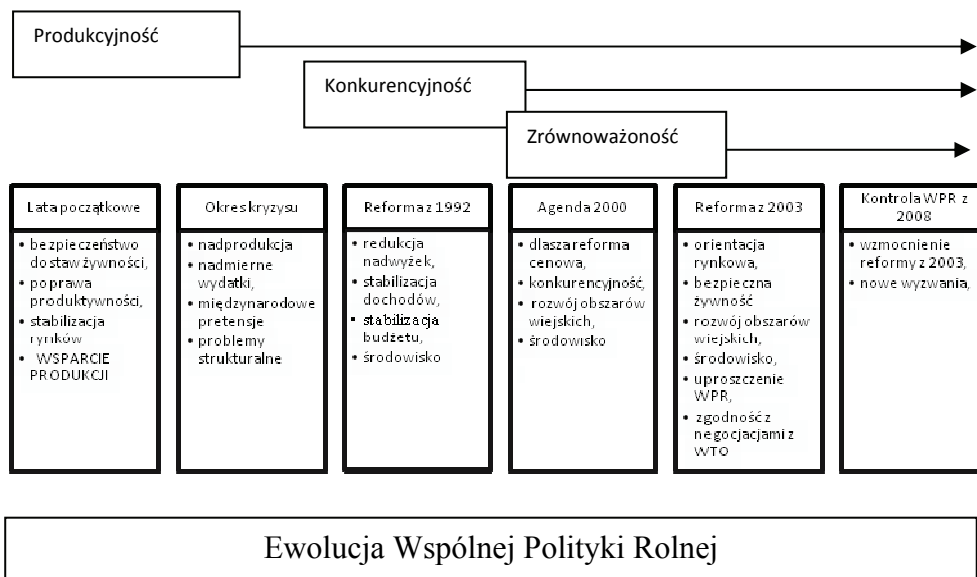 Produkcyjność
Konkurencyjność
Zrównoważoność
Lata początkowe
• bezpieczeństwo
dostaw żywności,
• poprawa
produktywności,
• stabilizacja
rynków
• WSPARCIE
PRODUKCJI
Okres kryzysu
• nadprodukcja
• nadmierne
wydatki,
• międzynarodowe
pretensje
• problemy
strukturalne
Reforma z 1992
• redukcja
nadwyżek,
• stabilizacja
dochodów,
• stabilizacja
budżetu,
• środowisko
Agenda 2000
• dlasza reforma
cenowa,
• konkurencyjność,
• rozwój obszarów
wiejskich,
• środowisko
Reforma z 2003
• orientacja
rynkowa,
• bezpieczna
żywność
• rozwój obszarów
wiejskich,
• środowisko,
• uproszczenie
WPR,
• zgodność z
negocjacjami z
WTO
Kontrola WPR z
2008
• wzmocnienie
reformy z 2003,
• nowe wyzwania,
Ewolucja Wspólnej Polityki Rolnej